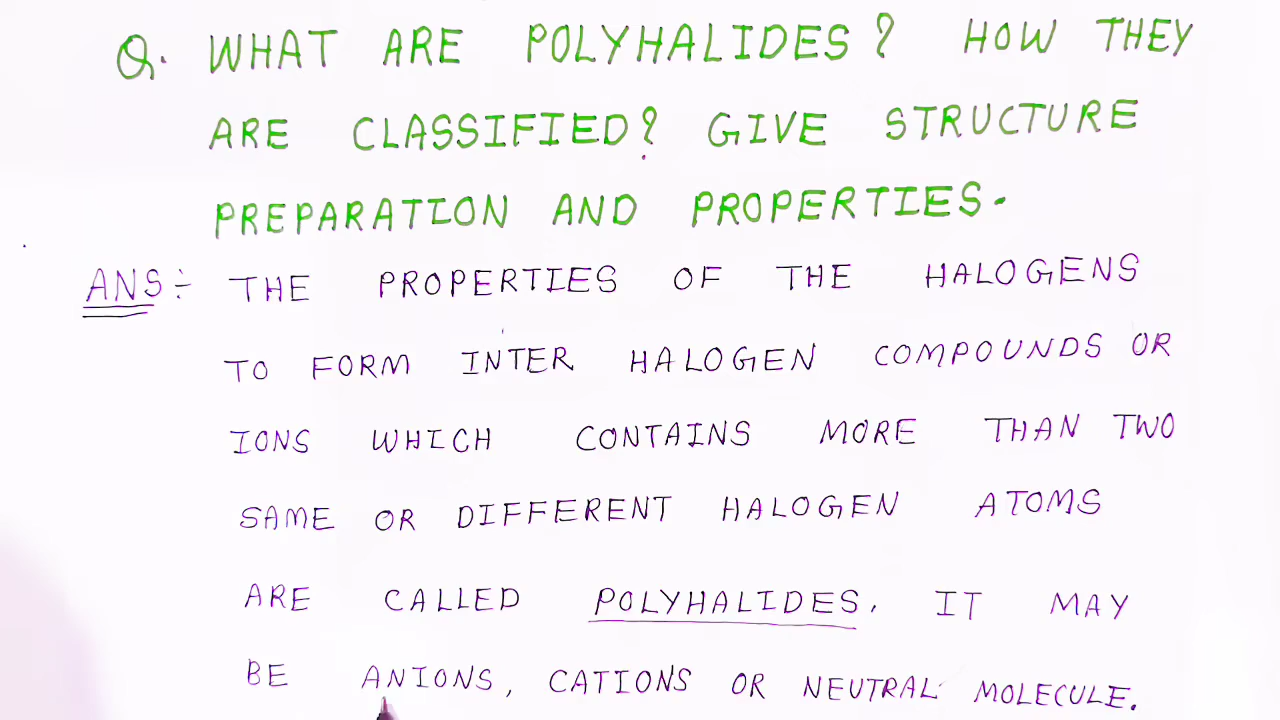 Q. WHAT ARE POLYHALIDES? HOW THEY
ARE CLASSIFIED? GIVE STRUCTURE
PREPARATION AND PROPERTIES.
ANS:- THE PROPERTIES OF THE HALOGENS
TO FORM INTER HALOGEN COMPOUNDS OR
IONS WHICH CONTAINS MORE THAN TWO
SAME OR DIFFERENT HALOGEN ATOMS
ARE CALLED POLYHALIDES. IT MAY
BE ANIONS, CATIONS OR NEUTRAL MOLECULE.